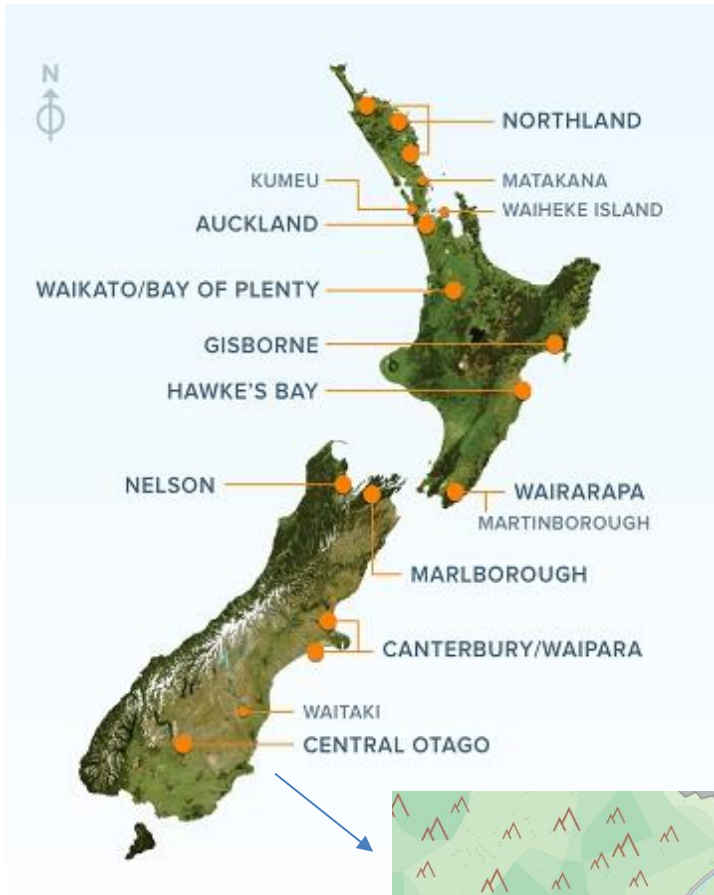 N
NORTHLAND
KUMEU
MATAKANA
WAIHEKE ISLAND
AUCKLAND
WAIKATO/BAY OF PLENTY
GISBORNE
HAWKE'S BAY
NELSON
WAIRARAPA
MARTINBOROUGH
MARLBOROUGH
CANTERBURY/WAIPARA
WAITAKI
CENTRAL OTAGO